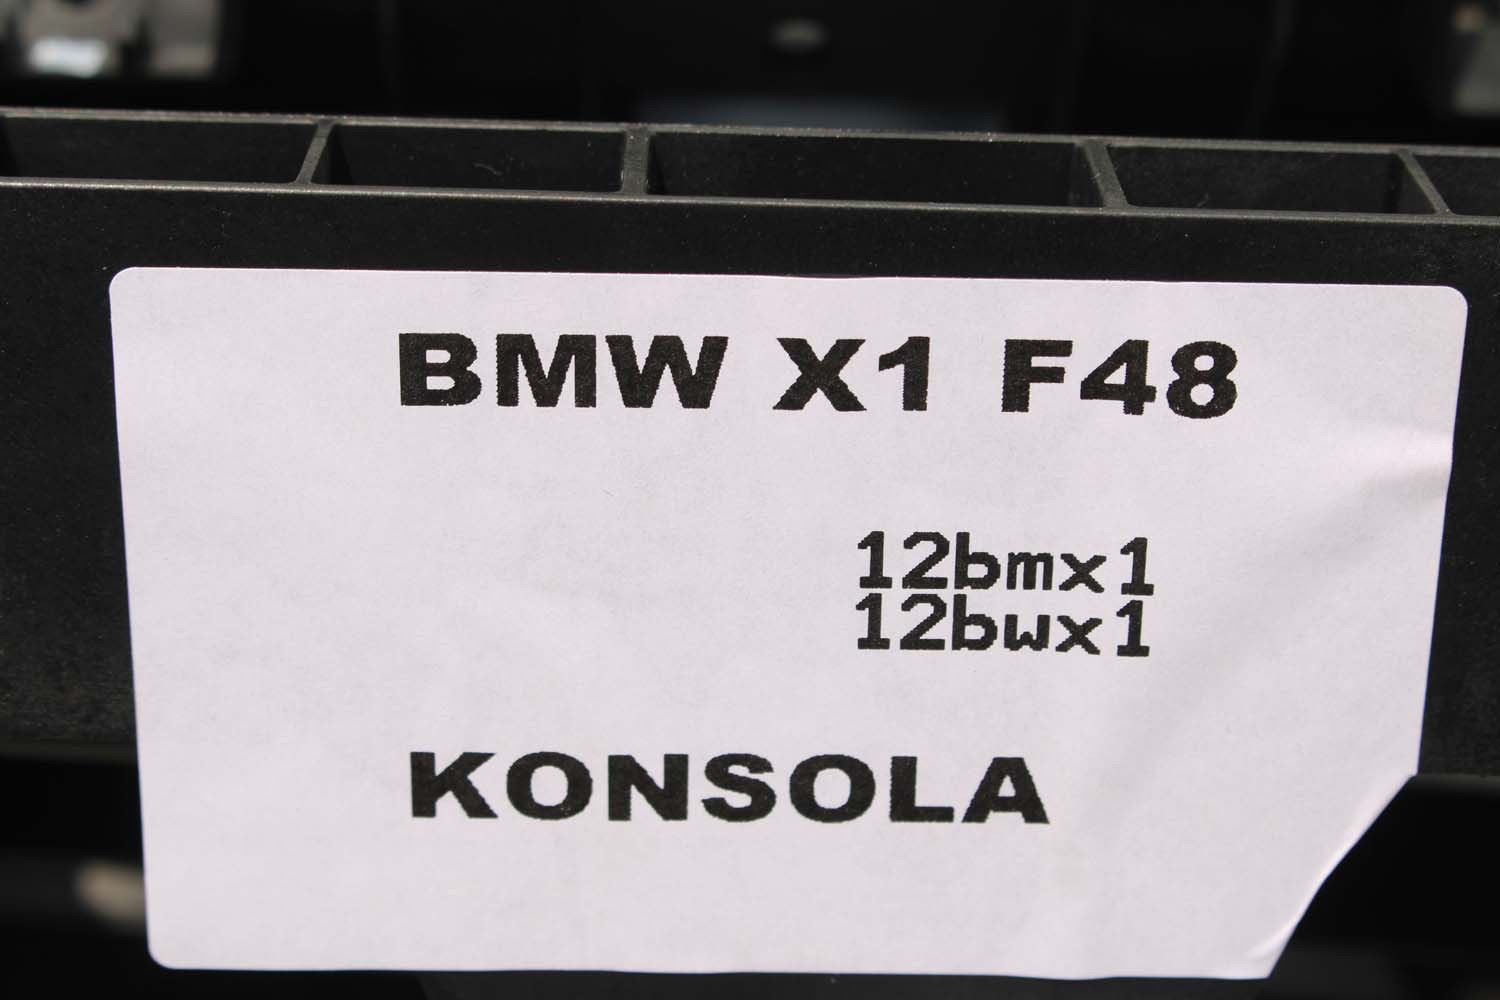 BMW X1 F48
12bmx1
12bwx1
KONSOLA